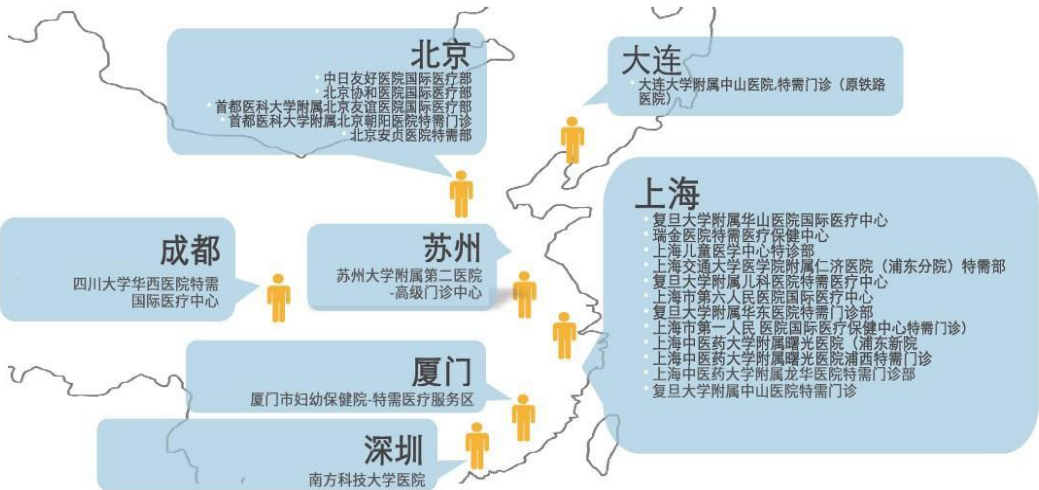 北京
中日友好医院国际医疗部
北京协和医院国际医疗部
首都医科大学附属北京友谊医院国际医疗部
首都医科大学附属北京朝阳医院特需门诊
北京安贞医院特需部
大连
大连大学附属中山医院,特需门诊（原铁路
医院）
上海
复旦大学附属华山医院国际医疗中心
瑞金医院特需医疗保健中心
上海儿童医学中心特诊部
上海交通大学医学院附属仁济医院（浦东分院）特需部
复旦大学附属儿科医院特需医疗中心
上海市第六人民医院国际医疗中心
复旦大学附属华东医院特需门诊部
上海市第一人民 医院国际医疗保健中心特需门诊）
上海中医药大学附属曙光医院（浦东新院
上海中医药大学附属曙光医院浦西特需门诊
上海中医药大学附属龙华医院特需门诊部
复旦大学附属中山医院特需门诊
成都
四川大学华西医院特需
国际医疗中心
苏州
苏州大学附属第二医院
-高级门诊中心
厦门
厦门市妇幼保健院-特需医疗服务区
深圳
南方科技大学医院